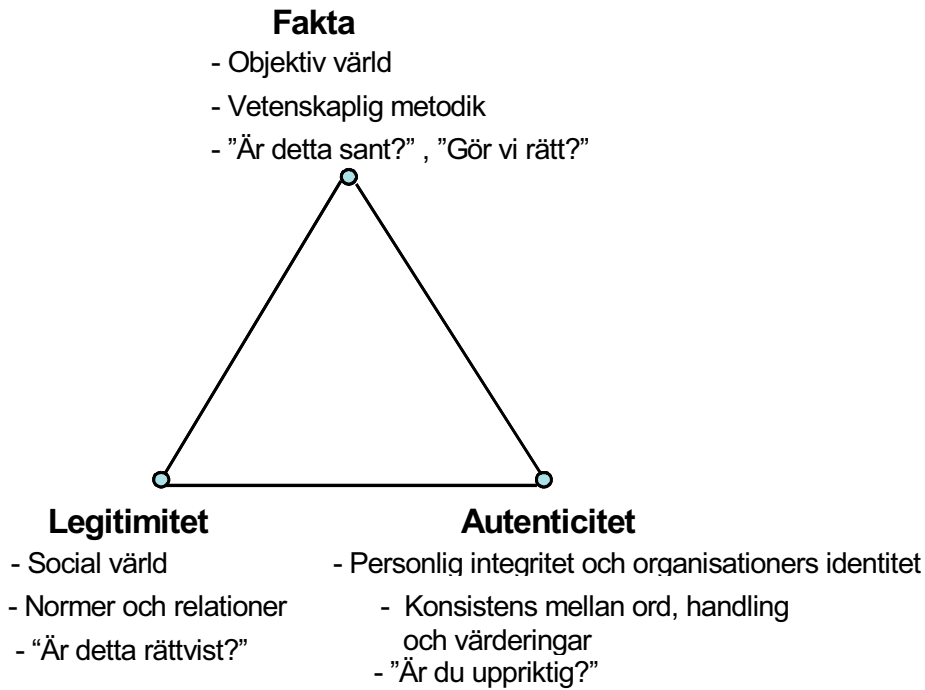 Fakta
- Objektiv värld
- Vetenskaplig metodik
- ”Är detta sant?” , ”Gör vi rätt?”
Legitimitet
- Social värld
- Normer och relationer
- “Är detta rättvist?”
Autenticitet
- Personlig integritet och organisationers identitet
- Konsistens mellan ord, handling
och värderingar
- ”Är du uppriktig?”